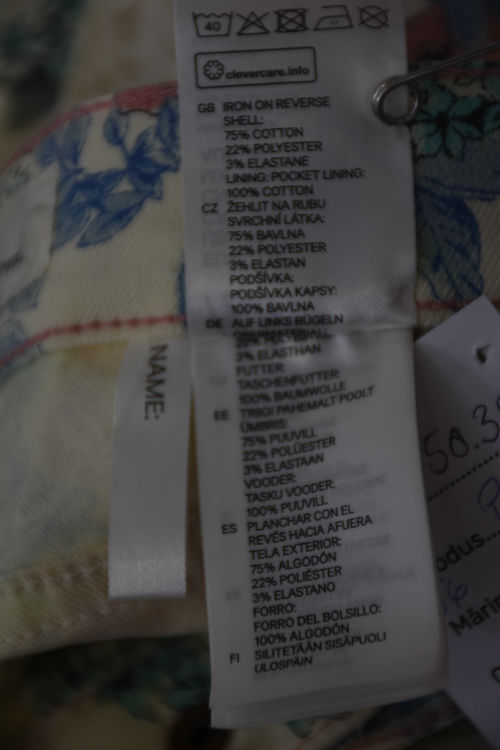 40
clevercare.info
GB IRON ON REVERSE
SHELL:
75% COTTON
22% POLYESTER
3% ELASTANE
LINING: POCKET LINING:
100% COTTON
CZ ŽEHLIT NA RUBU
SVRCHNÍ LÁTKA:
75% BAVLNA
22% POLYESTER
3% ELASTAN
PODŠÍVKA:
PODŠÍVKA KAPSY:
100% BAVLNA
DE AUF LINKS BÜGELN
3% ELASTHAN
FUTTER:
TASCHENFUTTER:
100% BAUMWOLLE
EE TRIIGI PAHEMALT POOLT
ÜMBRIS:
75% PUUVILL
22% POLÜESTER
3% ELASTAAN
VOODER:
TASKU VOODER:
100% PUUVILL
ES PLANCHAR CON EL
REVÉS HACIA AFUERA
TELA EXTERIOR:
75% ALGODÓN
22% POLIÉSTER
3% ELASTANO
FORRO:
FORRO DEL BOLSILLO:
100% ALGODÓN
FI SILITETÄÄN SISÄPUOLI
ULOSPÄIN
NAME:
50.3
odus...
Mărim